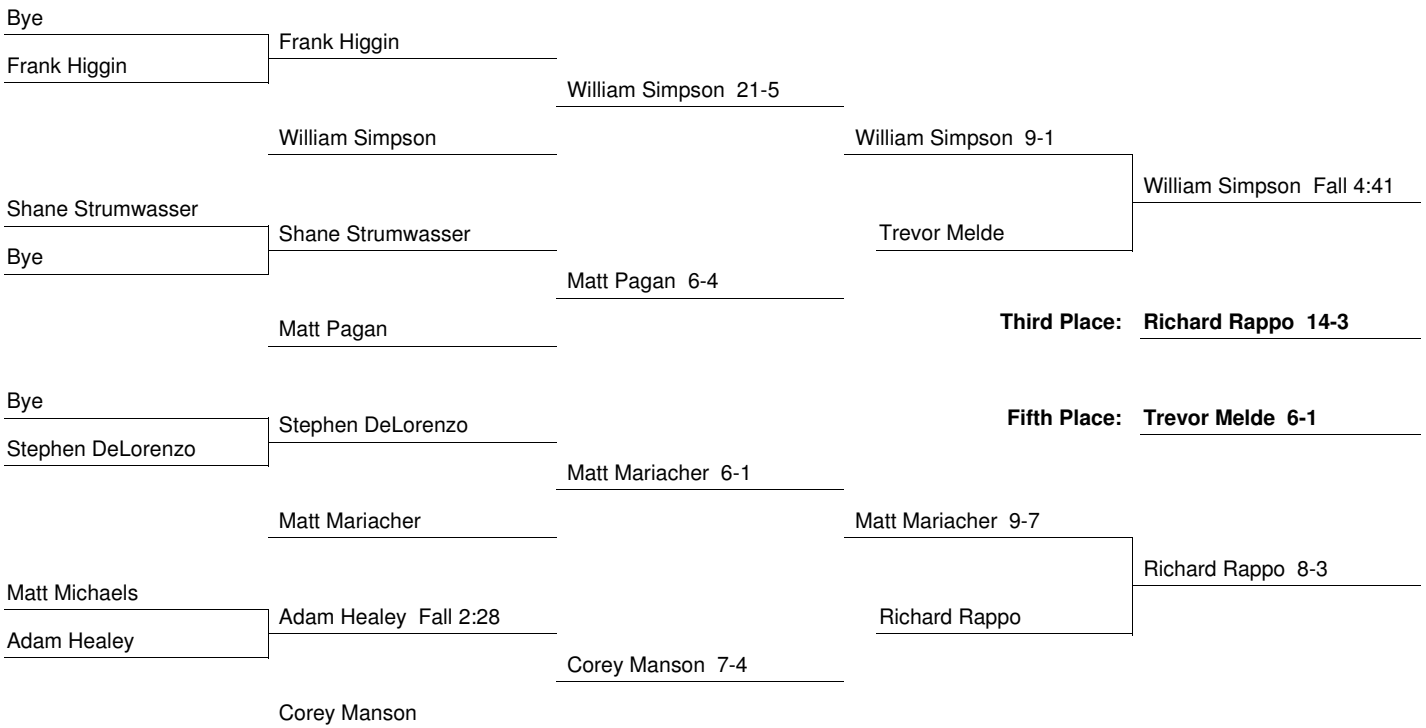 Bye
Frank Higgin
Frank Higgin
William Simpson 21-5
William Simpson
William Simpson 9-1
William Simpson Fall 4:41
Shane Strumwasser
Shane Strumwasser
Trevor Melde
Bye
Matt Pagan 6-4
Matt Pagan
Third Place: Richard Rappo 14-3
Bye
Stephen DeLorenzo
Fifth Place: Trevor Melde 6-1
Stephen DeLorenzo
Matt Mariacher 6-1
Matt Mariacher
Matt Mariacher 9-7
Richard Rappo 8-3
Matt Michaels
Adam Healey Fall 2:28
Richard Rappo
Adam Healey
Corey Manson 7-4
Corey Manson